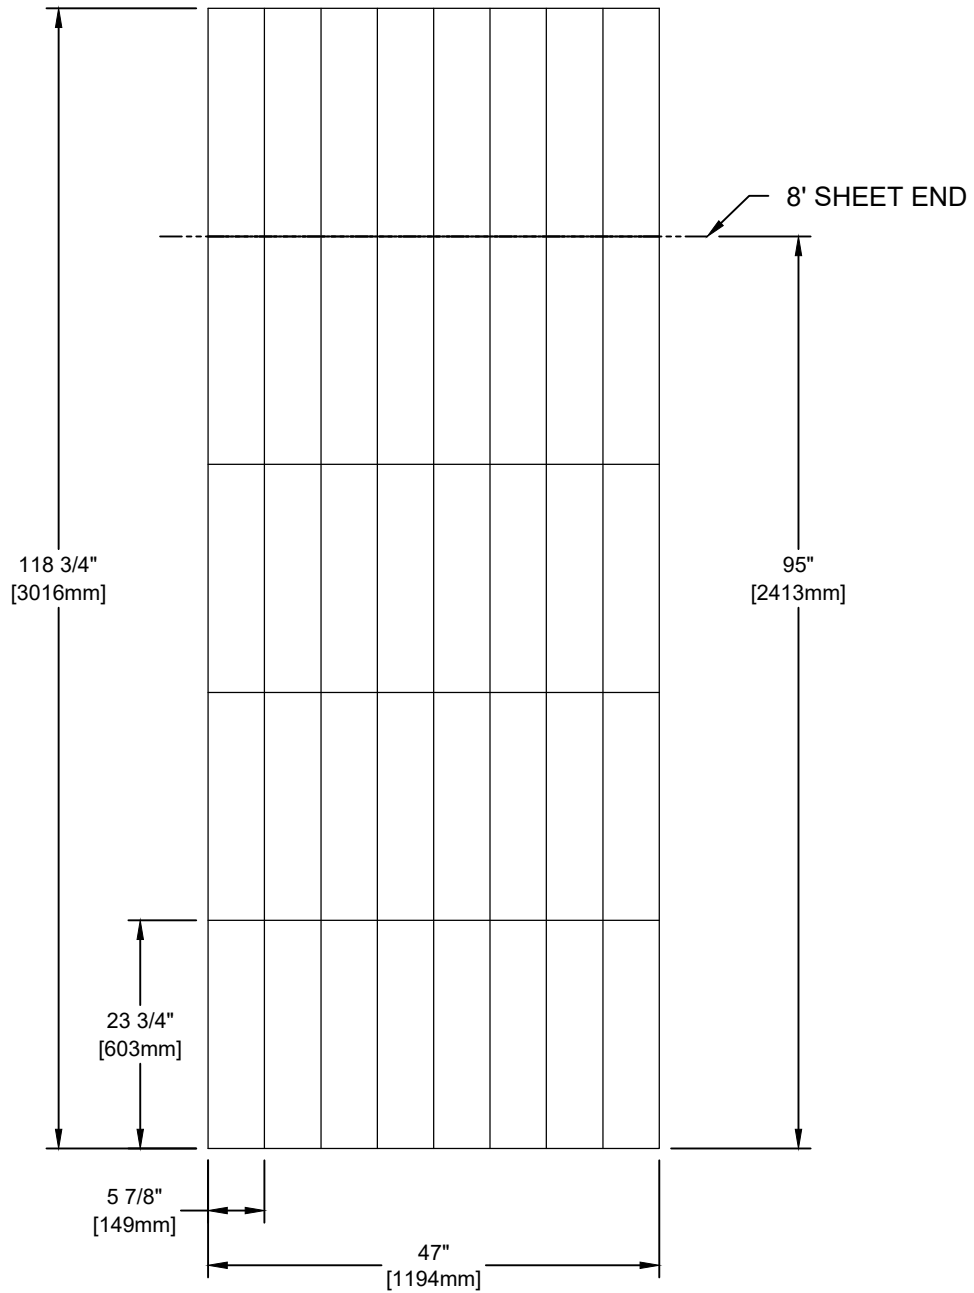 8' SHEET END
118 3/4"
[3016mm]
95"
[2413mm]
23 3/4"
[603mm]
5 7/8"
[149mm]
47"
[1194mm]